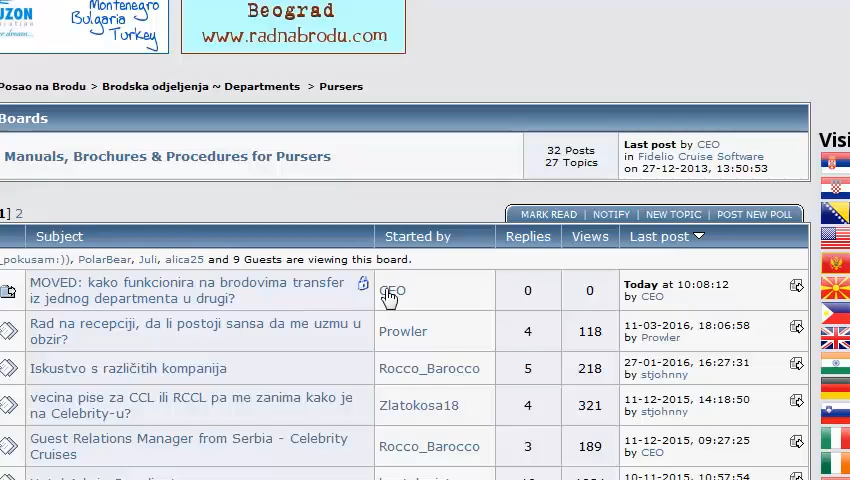 Montenegro
UZON
Bulgaria
Turkey
Beograd
www.radnabrodu.com
Posao na Brodu > Brodska odjeljenja ~ Departments > Pursers
Boards
Manuals, Brochures & Procedures for Pursers
32 Posts
27 Topics
Last post by CEO
in Fidelio Cruise Software
on 27-12-2013, 13:50:53
Visi
1] 2
MARK READ | NOTIFY | NEW TOPIC | POST NEW POLL
Subject Started by Replies Views Last post
_pokusam:)), PolarBear, Juli, alica25 and 9 Guests are viewing this board.
MOVED: kako funkcionira na brodovima transfer
iz jednog departmenta u drugi?
CEO
0
0
Today at 10:08:12
by CEO
Rad na recepciji, da li postoji sansa da me uzmu u
obzir?
Prowler
4
118
11-03-2016, 18:06:58
by Prowler
Iskustvo s različitih kompanija
Rocco_Barocco
5
218
27-01-2016, 16:27:31
by stjohnny
vecina pise za CCL ili RCCL pa me zanima kako je
na Celebrity-u?
Zlatokosa18
4
321
11-12-2015, 14:18:50
by stjohnny
Guest Relations Manager from Serbia - Celebrity
Cruises
Rocco_Barocco
3
189
11-12-2015, 09:27:25
by CEO
10-11-2015, 10:57:54